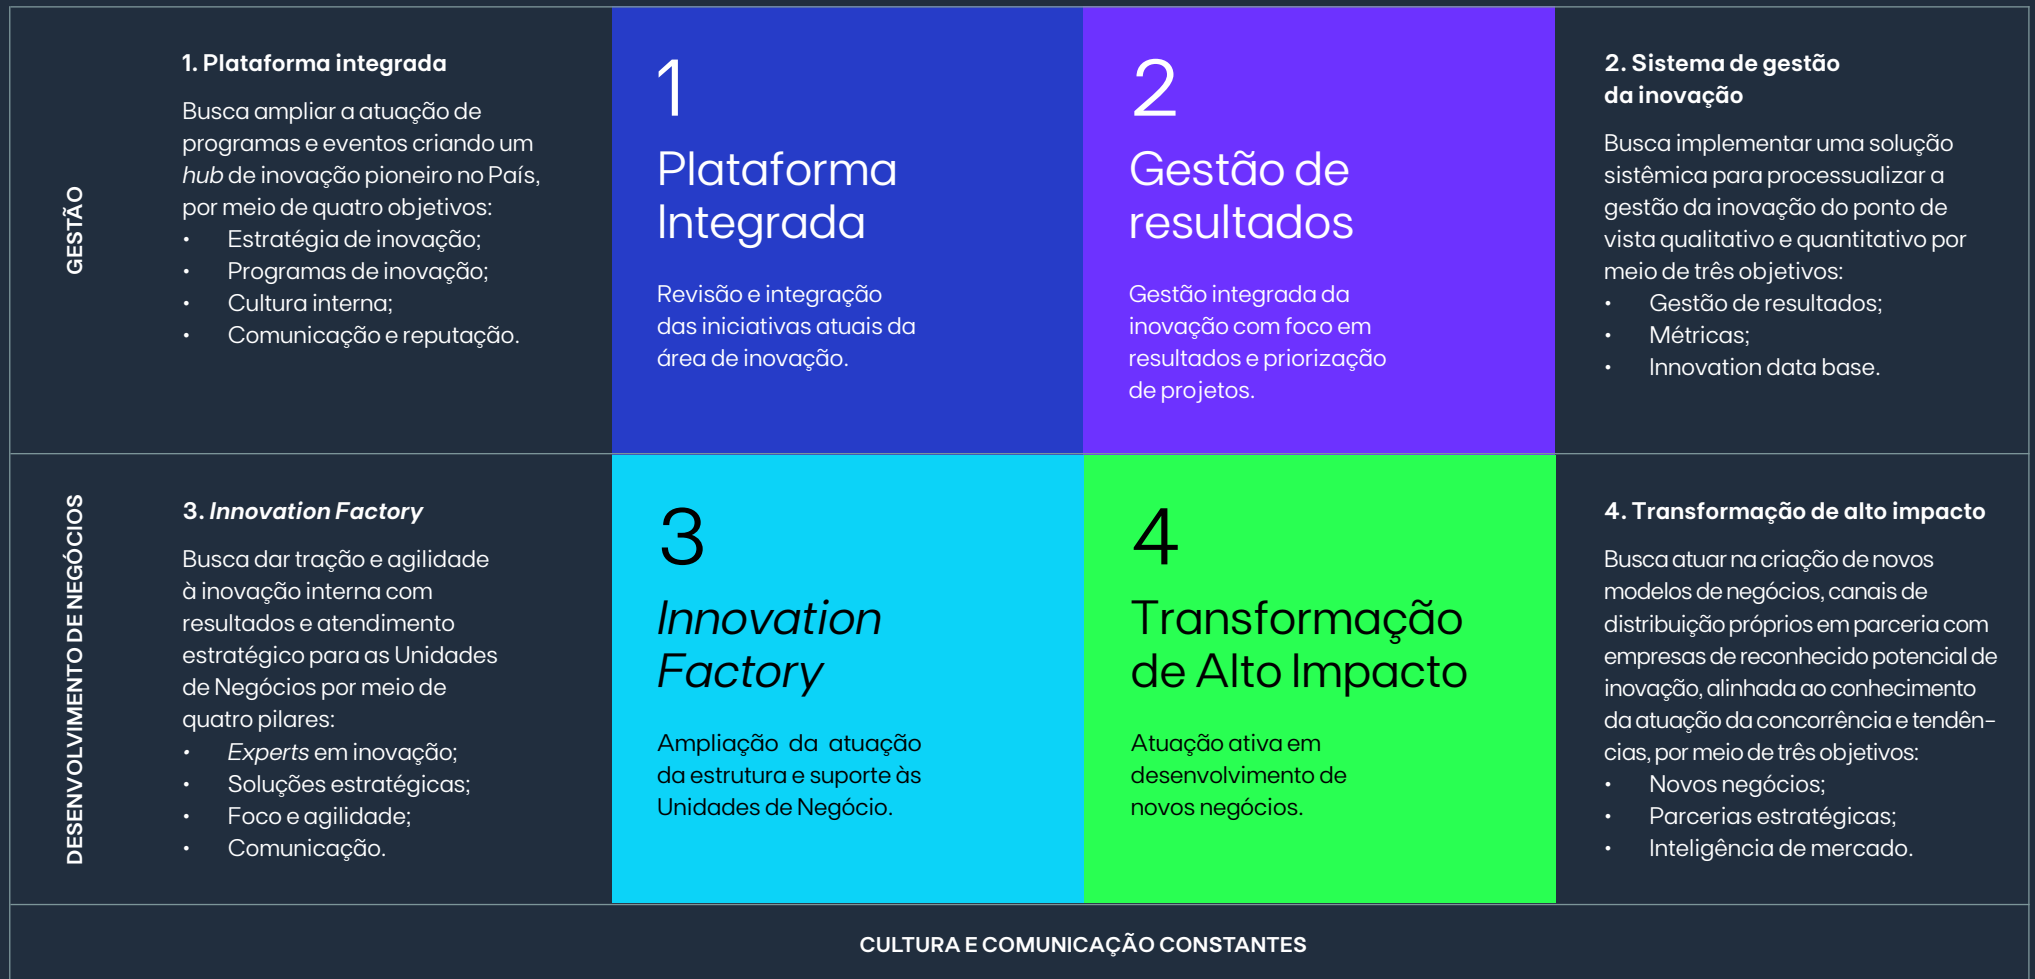 GESTÃO
1. Plataforma integrada
Busca ampliar a atuação de
programas e eventos criando um
hub de inovação pioneiro no País,
por meio de quatro objetivos:
• Estratégia de inovação;
• Programas de inovação;
• Cultura interna;
• Comunicação e reputação.
1
Plataforma
Integrada
Revisão e integração
das iniciativas atuais da
área de inovação.
2
Gestão de
resultados
Gestão integrada da
inovação com foco em
resultados e priorização
de projetos.
2. Sistema de gestão
da inovação
Busca implementar uma solução
sistêmica para processualizar a
gestão da inovação do ponto de
vista qualitativo e quantitativo por
meio de três objetivos:
• Gestão de resultados;
• Métricas;
• Innovation data base.
DESENVOLVIMENTO DE NEGÓCIOS
3. Innovation Factory
Busca dar tração e agilidade
à inovação interna com
resultados e atendimento
estratégico para as Unidades
de Negócios por meio de
quatro pilares:
• Experts em inovação;
• Soluções estratégicas;
• Foco e agilidade;
• Comunicação.
3
Innovation
Factory
Ampliação da atuação
da estrutura e suporte às
Unidades de Negócio.
4
Transformação
de Alto Impacto
Atuação ativa em
desenvolvimento de
novos negócios.
4. Transformação de alto impacto
Busca atuar na criação de novos
modelos de negócios, canais de
distribuição próprios em parceria com
empresas de reconhecido potencial de
inovação, alinhada ao conhecimento
da atuação da concorrência e tendên-
cias, por meio de três objetivos:
• Novos negócios;
• Parcerias estratégicas;
• Inteligência de mercado.
CULTURA E COMUNICAÇÃO CONSTANTES